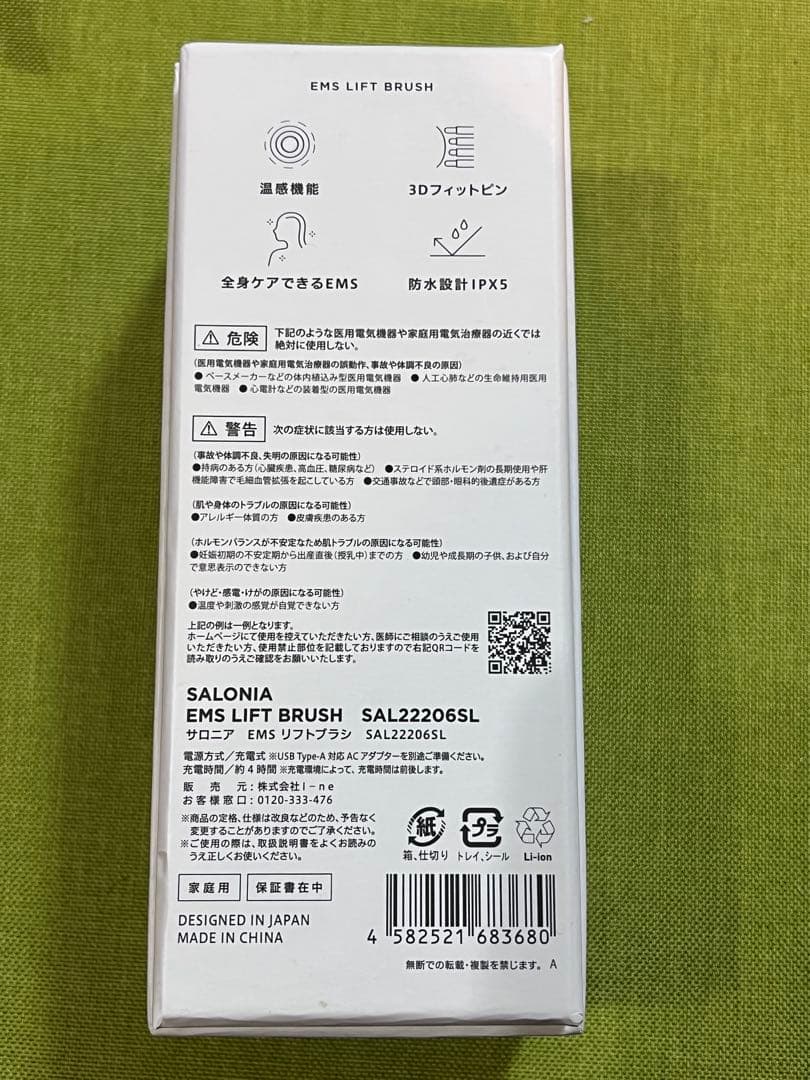 EMS LIFT BRUSH
温感機能
3Dフィットピン
全身ケアできるEMS
防水設計IPX5
危険 下記のような医用電気機器や家庭用電気治療器の近くでは
絶対に使用しない。
(医用電気機器や家庭用電気治療器の誤動作、事故や体調不良の原因)
●ペースメーカーなどの体内植込み型医用電気機器 ●人工心肺などの生命維持用医用
電気機器 ●心電計などの装着型の医用電気機器
警告 次の症状に該当する方は使用しない。
(事故や体調不良、失明の原因になる可能性)
●持病のある方(心臓疾患、高血圧、糖尿病など) ●ステロイド系ホルモン剤の長期使用や肝
機能障害で毛細血管拡張を起こしている方 ●交通事故などで頭部・眼科的後遺症がある方
(肌や身体のトラブルの原因になる可能性)
●アレルギー体質の方 ●皮膚疾患のある方
(ホルモンバランスが不安定なため肌トラブルの原因になる可能性)
●妊娠初期の不安定期から出産直後(授乳中)までの方 ●幼児や成長期の子供、および自分
で意思表示のできない方
(やけど・感電・けがの原因になる可能性)
●温度や刺激の感覚が自覚できない方
上記の例は一例となります。
ホームページにて使用を控えていただきたい方、医師にご相談のうえご使用
いただきたい方、使用禁止部位を記載しておりますので右記QRコードを
読み取りのうえご確認をお願いいたします。
SALONIA
EMS LIFT BRUSH SAL22206SL
サロニア EMS リフトブラシ SAL22206SL
電源方式/充電式 ※USB Type-A 対応 AC アダプターを別途ご準備ください。
充電時間/約4時間 ※充電環境によって、充電時間は前後します。
販売元:株式会社I-ne
お客様窓口:0120-333-476
※商品の定格、仕様は改良などのため、予告なく
変更することがありますのでご了承ください。
※ご使用の際は、取扱説明書をよくお読みの
うえ正しくお使いください。
紙
箱、仕切り
プラ
トレイ、シール
Li-ion
家庭用
保証書在中
DESIGNED IN JAPAN
MADE IN CHINA
4 582521 683680
無断での転載・複製を禁じます。 A